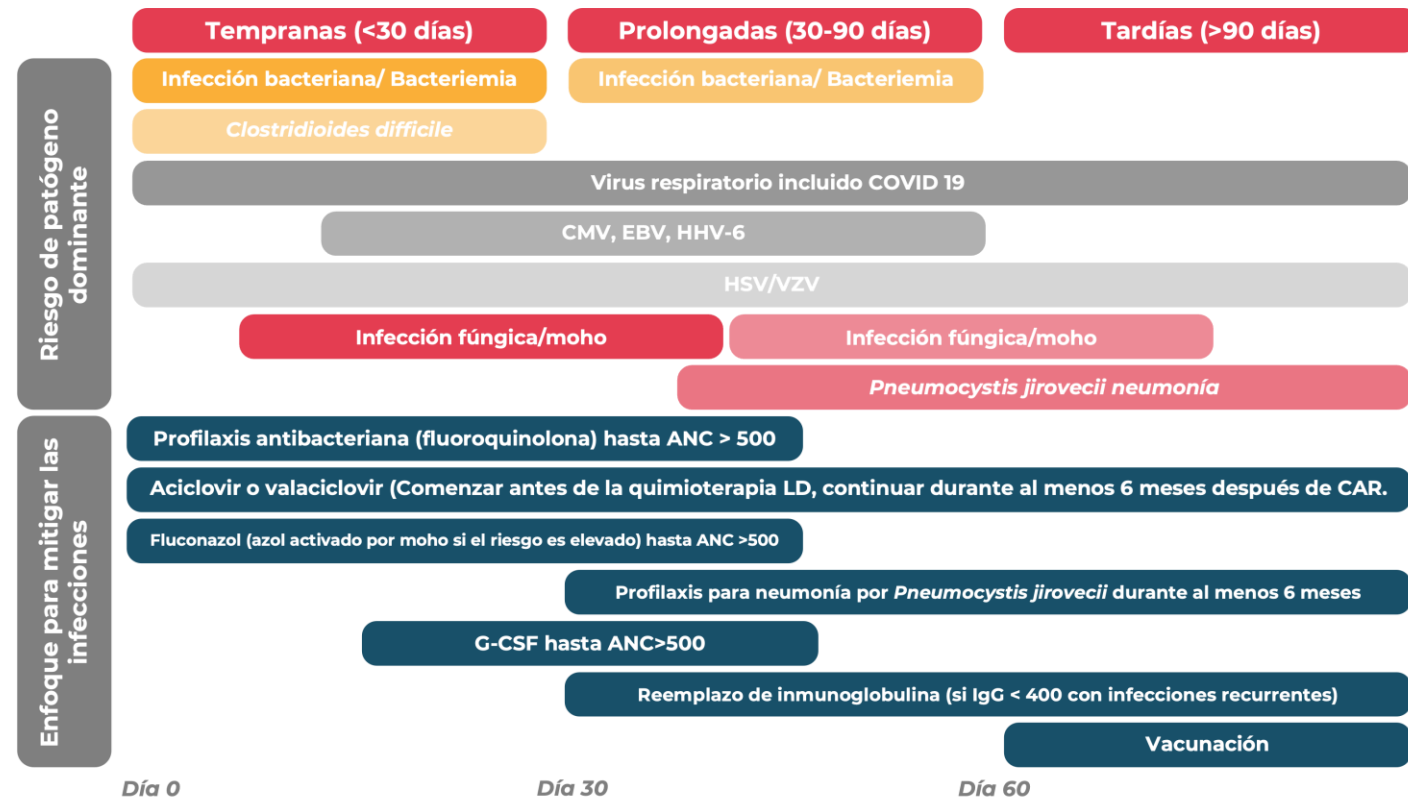 Tempranas (<30 días)
Prolongadas (30-90 días)
Tardías (>90 días)
Riesgo de patógeno
dominante
Infección bacteriana/ Bacteriemia
Infección bacteriana/ Bacteriemia
Clostridioides difficile
Virus respiratorio incluido COVID 19
CMV, EBV, HHV-6
HSV/VZV
Infección fúngica/moho
Infección fúngica/moho
Pneumocystis jirovecii neumonía
Enfoque para mitigar las
infecciones
Profilaxis antibacteriana (fluoroquinolona) hasta ANC > 500
Aciclovir o valaciclovir (Comenzar antes de la quimioterapia LD, continuar durante al menos 6 meses después de CAR.
Fluconazol (azol activado por moho si el riesgo es elevado) hasta ANC >500
Profilaxis para neumonía por Pneumocystis jirovecii durante al menos 6 meses
G-CSF hasta ANC>500
Reemplazo de inmunoglobulina (si IgG < 400 con infecciones recurrentes)
Vacunación
Día 0
Día 30
Día 60